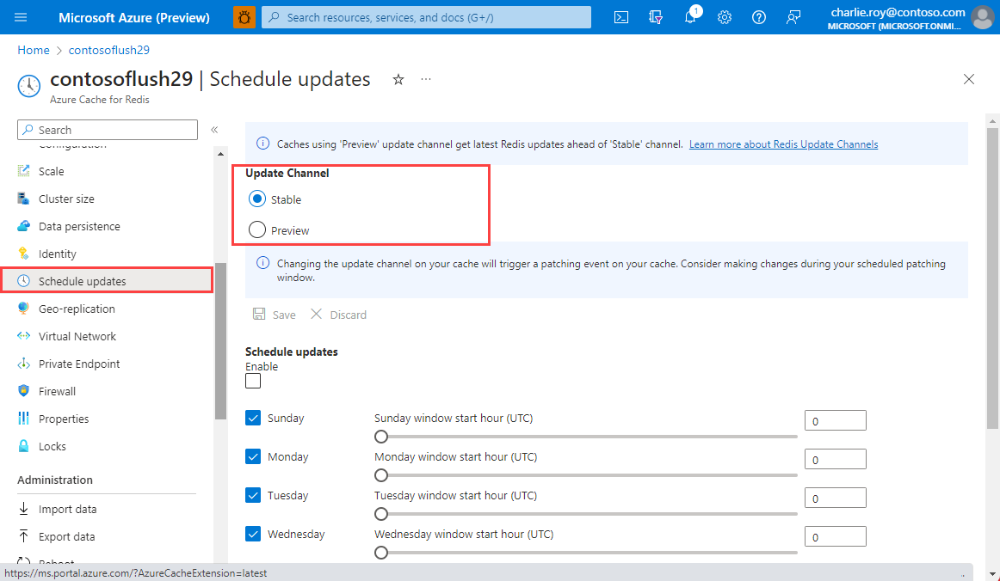 Microsoft Azure (Preview)
Search resources, services, and docs (G+/)
1
charlie.roy@contoso.com
MICROSOFT (MICROSOFT.ONMI...
Home > contosoflush29
contosoflush29 | Schedule updates
Azure Cache for Redis
Search
Configuration
Scale
Cluster size
Data persistence
Identity
Schedule updates
Geo-replication
Virtual Network
Private Endpoint
Firewall
Properties
Locks
Administration
Import data
Export data
Reboot
Caches using 'Preview' update channel get latest Redis updates ahead of 'Stable' channel. Learn more about Redis Update Channels
Update Channel
Stable
Preview
Changing the update channel on your cache will trigger a patching event on your cache. Consider making changes during your scheduled patching
window.
Save Discard
Schedule updates
Enable
Sunday Sunday window start hour (UTC) 0
Monday Monday window start hour (UTC) 0
Tuesday Tuesday window start hour (UTC) 0
Wednesday Wednesday window start hour (UTC) 0
https://ms.portal.azure.com/?AzureCacheExtension=latest